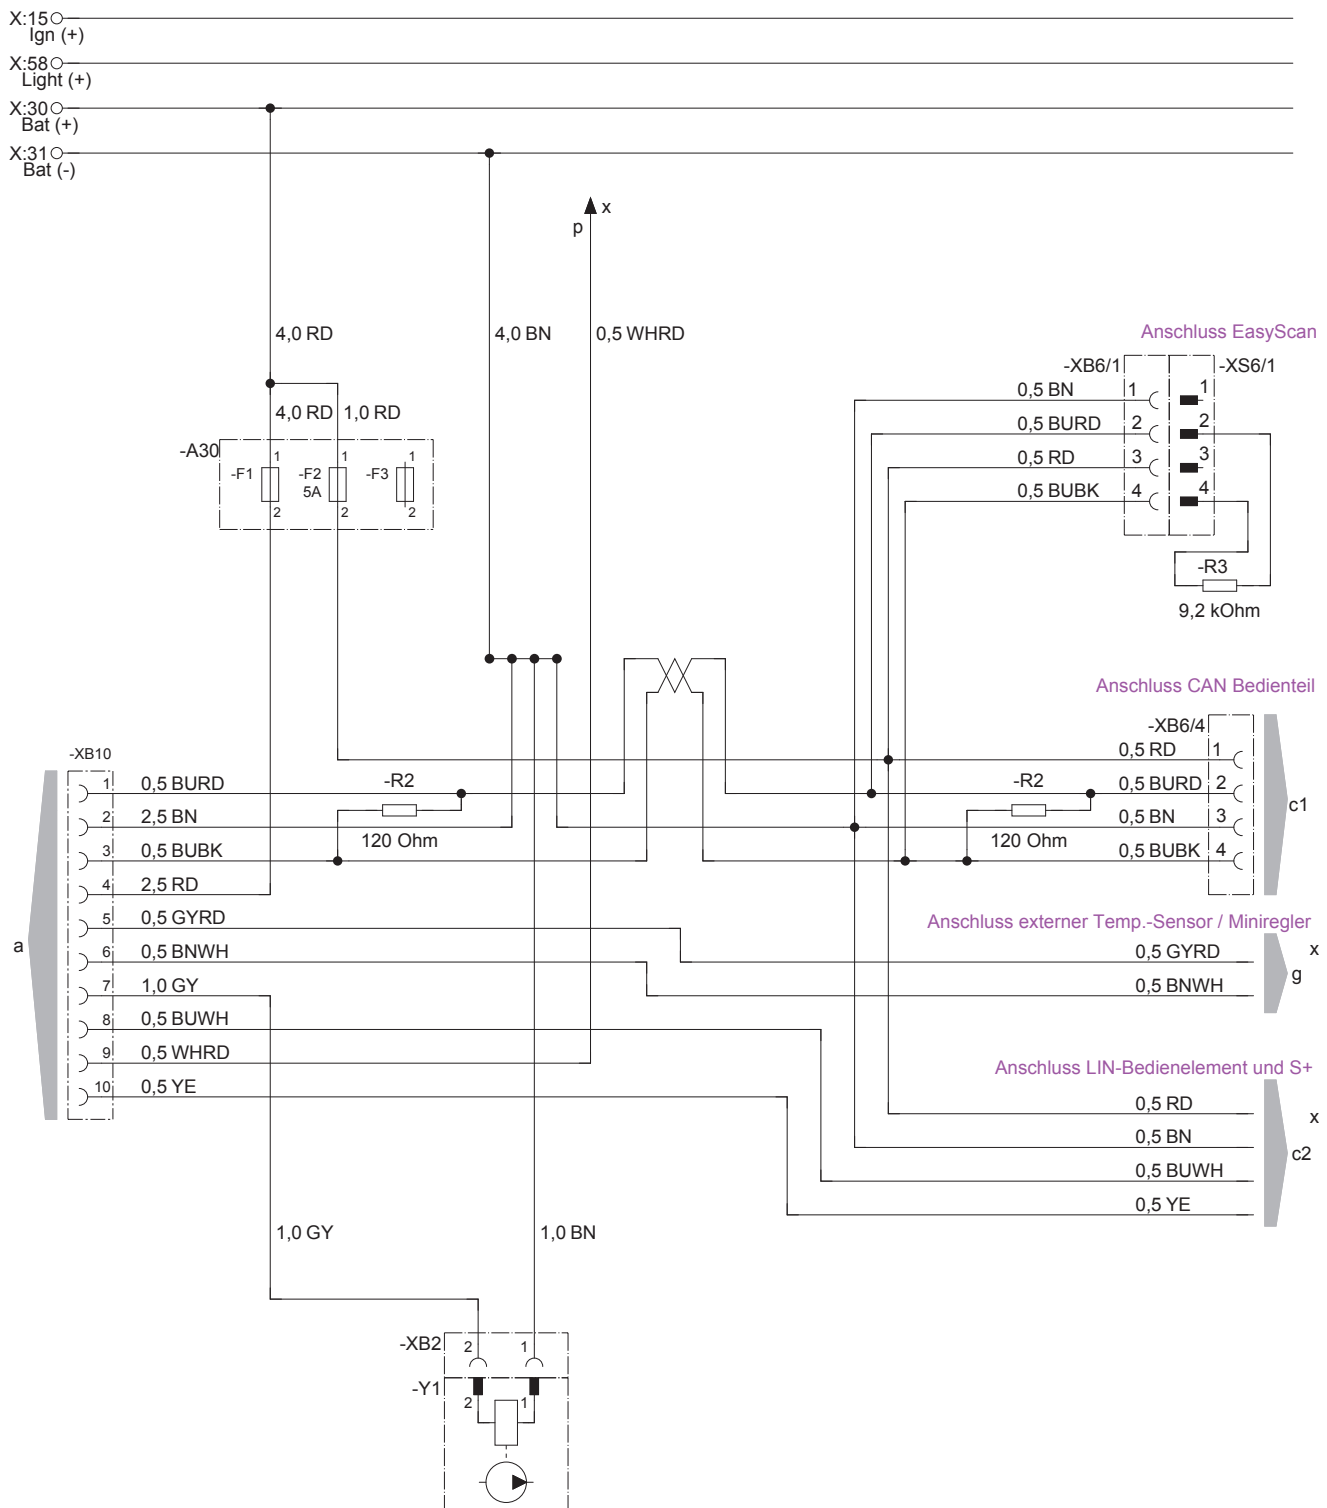 X:15
Ign (+)
X:58
Light (+)
X:30
Bat (+)
X:31
Bat (-)
x
p
4,0 RD
4,0 BN
0,5 WHRD
Anschluss EasyScan
-XB6/1
-XS6/1
0,5 BN
1
1
0,5 BURD
2
2
0,5 RD
3
3
0,5 BUBK
4
4
4,0 RD
1,0 RD
-A30
-F1
1
2
-F2
5A
1
2
-F3
1
2
-R3
9,2 kOhm
Anschluss CAN Bedienteil
-XB6/4
0,5 RD
1
0,5 BURD
2
0,5 BN
3
0,5 BUBK
4
c1
-R2
120 Ohm
-R2
120 Ohm
-XB10
a
1
0,5 BURD
2
2,5 BN
3
0,5 BUBK
4
2,5 RD
5
0,5 GYRD
6
0,5 BNWH
7
1,0 GY
8
0,5 BUWH
9
0,5 WHRD
10
0,5 YE
Anschluss externer Temp.-Sensor / Miniregler
0,5 GYRD
0,5 BNWH
x
g
Anschluss LIN-Bedienelement und S+
0,5 RD
0,5 BN
0,5 BUWH
0,5 YE
x
c2
1,0 GY
1,0 BN
-XB2
2
1
-Y1
2
1